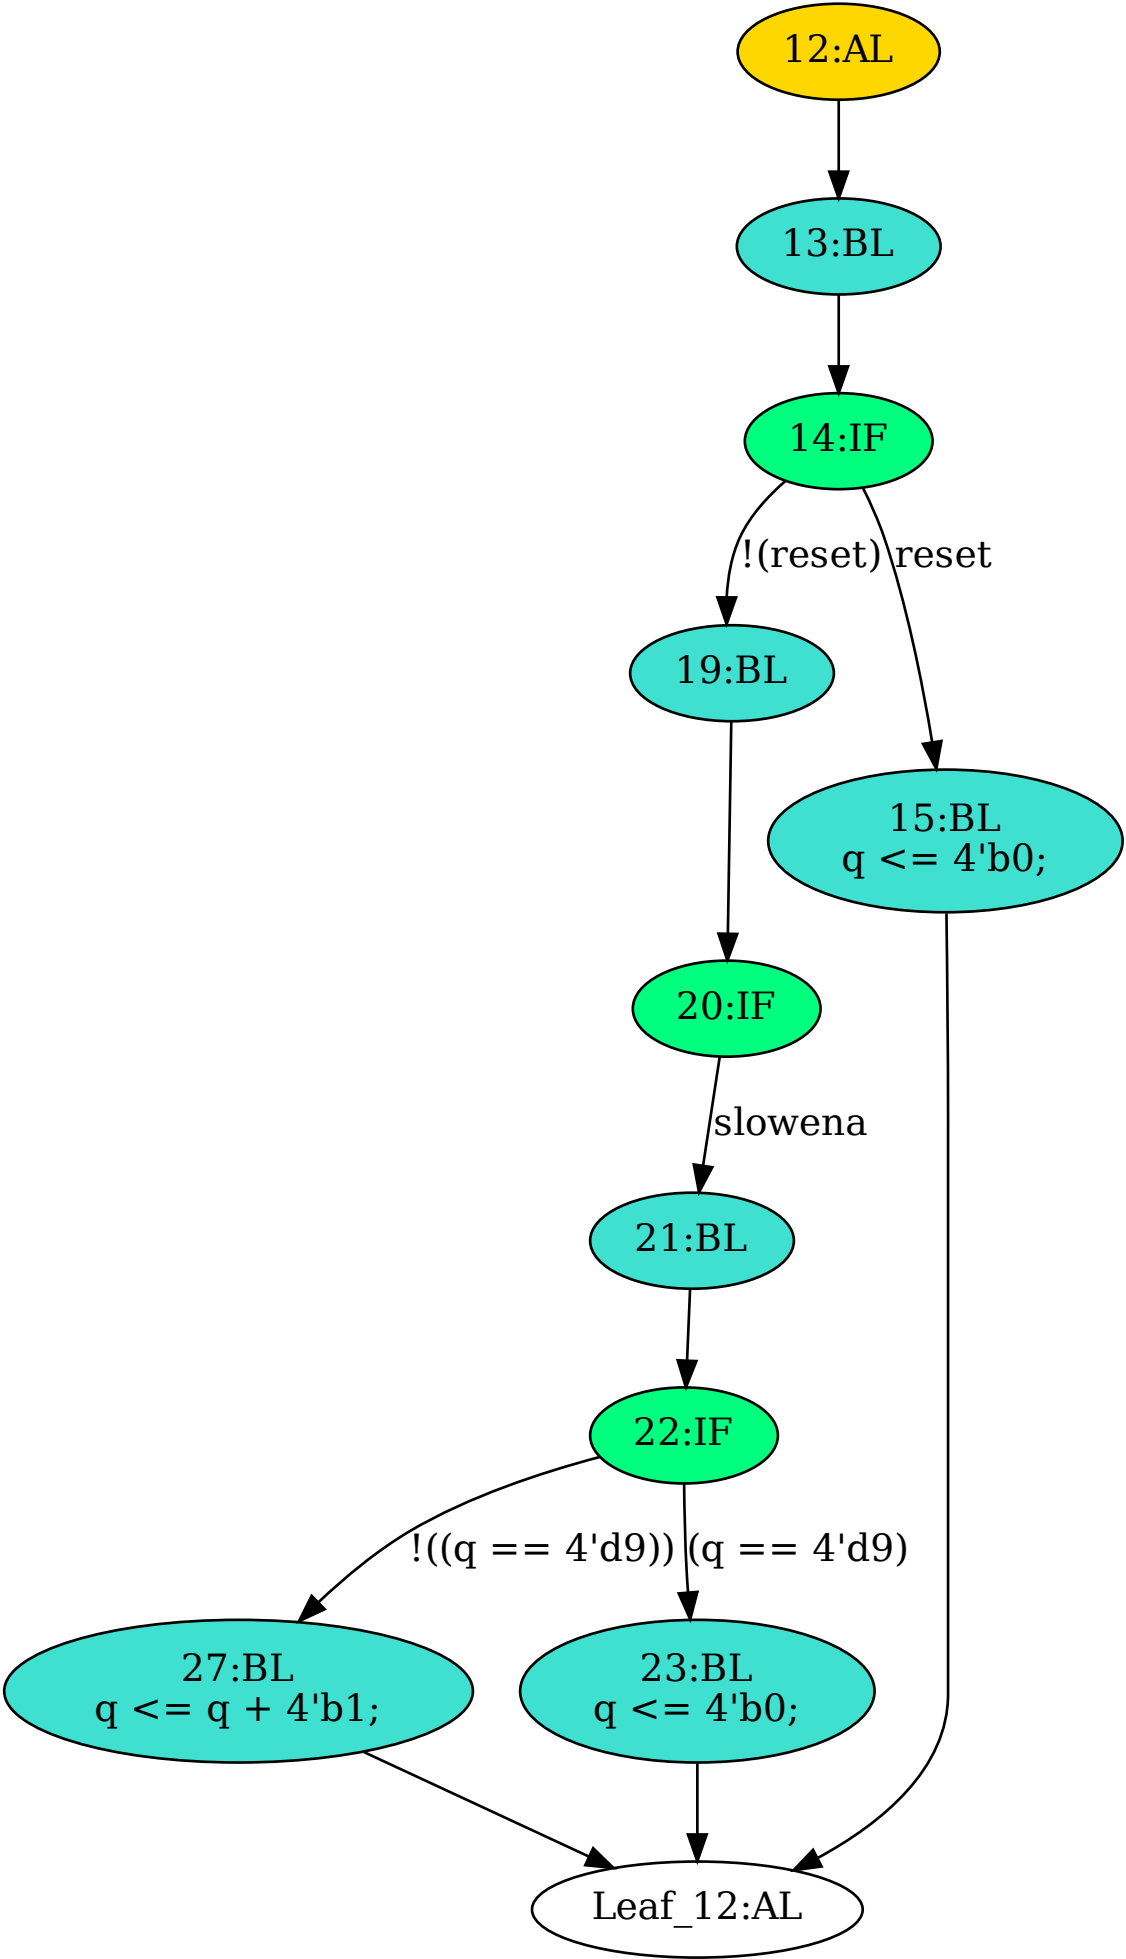 12:AL
13:BL
14:IF
!(reset)
reset
19:BL
15:BL
q <= 4'b0;
20:IF
slowena
21:BL
22:IF
!((q == 4'd9))
(q == 4'd9)
27:BL
q <= q + 4'b1;
23:BL
q <= 4'b0;
Leaf_12:AL